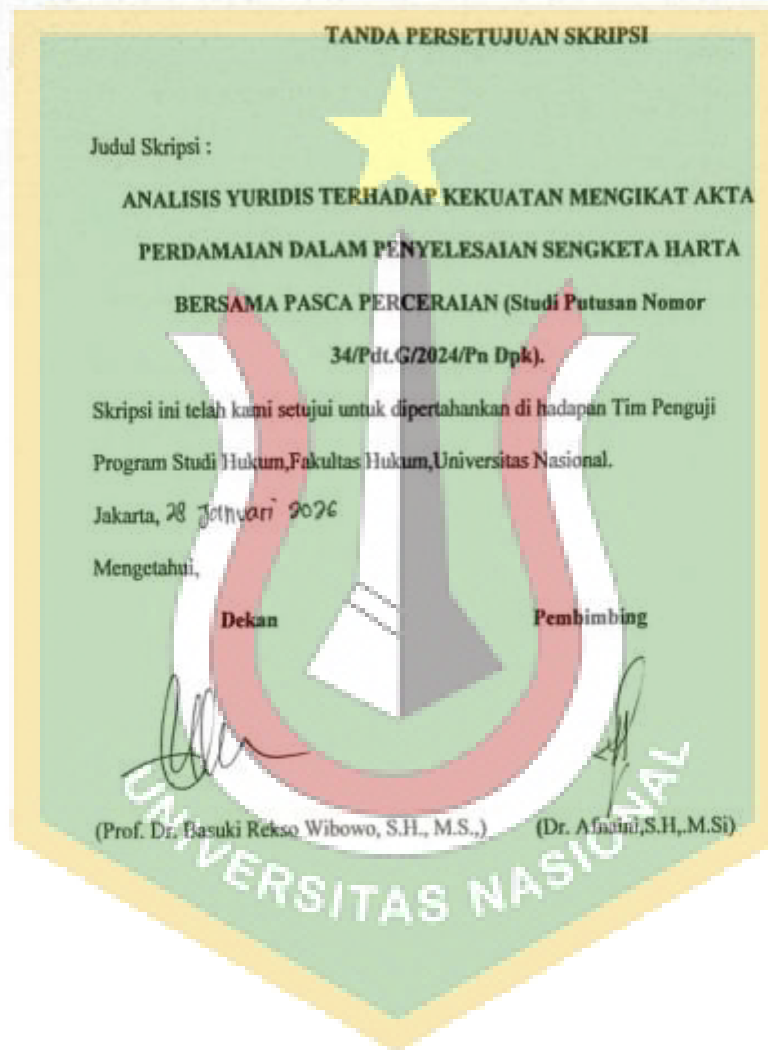 TANDA PERSETUJUAN SKRIPSI
Judul Skripsi :
ANALISIS YURIDIS TERHADAP KEKUATAN MENGIKAT AKTA
PERDAMAIAN DALAM PENYELESAIAN SENGKETA HARTA
BERSAMA PASCA PERCERAIAN (Studi Putusan Nomor
34/Pdt.G/2024/Pn Dpk).
Skripsi ini telah kami setujui untuk dipertahankan di hadapan Tim Penguji
Program Studi Hukum,Fakultas Hukum,Universitas Nasional.
Jakarta, 28 Januari 2026
Mengetahui,
Dekan Pembimbing
(Prof. Dr. Basuki Rekso Wibowo, S.H., M.S.,) (Dr. Afnaini,S.H,.M.Si)
UNIVERSITAS NASIONAL